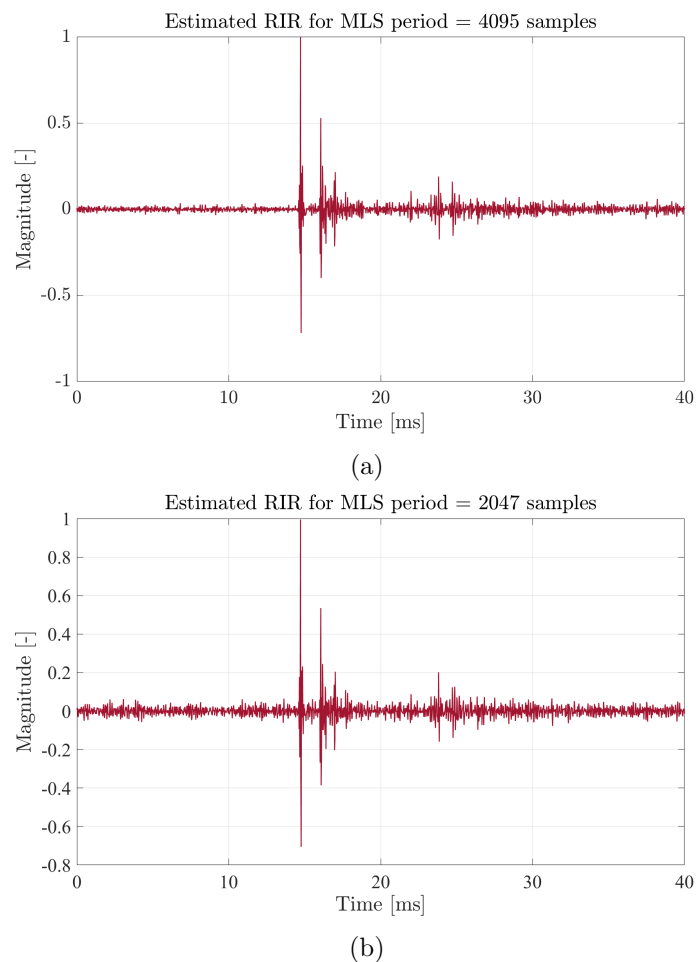 Estimated RIR for MLS period = 4095 samples
1
0.5
0
-0.5
-1
Magnitude [-]
0 10 20 30 40
Time [ms]
(a)
Estimated RIR for MLS period = 2047 samples
1
0.8
0.6
0.4
0.2
0
-0.2
-0.4
-0.6
-0.8
Magnitude [-]
0 10 20 30 40
Time [ms]
(b)